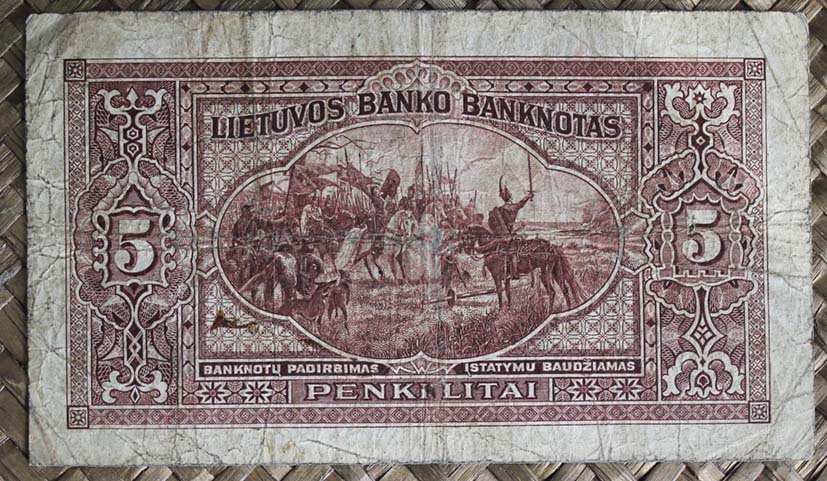 LIETUVOS BANKO BANKNOTAS
5
5
BANKNOTŲ PADIRBIMAS ĮSTATYMU BAUDŽIAMAS
PENKI LITAI